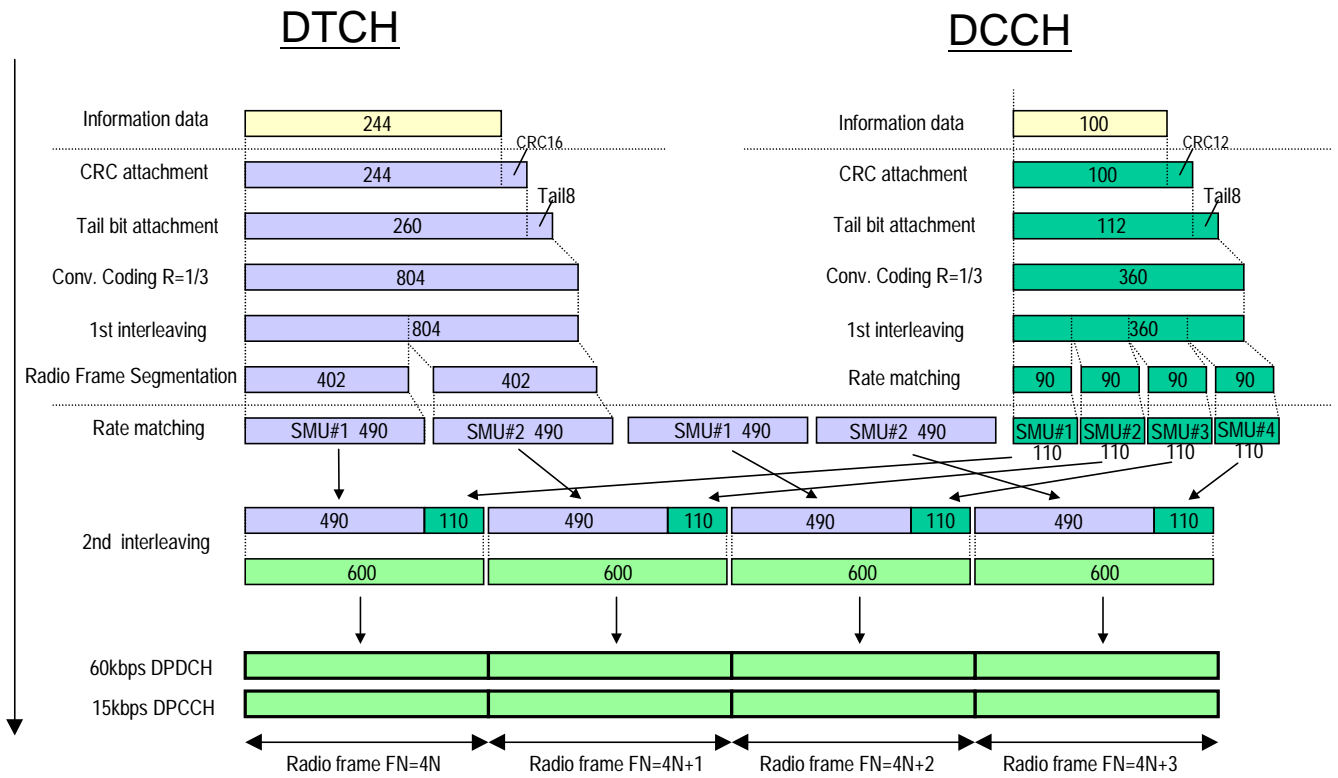 DTCH DCCH
Information data 244 Information data 100
CRC16 CRC12
CRC attachment 244 CRC attachment 100
Tail8 Tail8
Tail bit attachment 260 Tail bit attachment 112
Conv. Coding R=1/3 804 Conv. Coding R=1/3 360
1st interleaving 804 1st interleaving 360
Radio Frame Segmentation 402 402 Rate matching 90 90 90 90
Rate matching SMU#1 490 SMU#2 490 SMU#1 490 SMU#2 490 SMU#1 SMU#2 SMU#3 SMU#4
110 110 110 110
490 110 490 110 490 110 490 110
2nd interleaving
600 600 600 600
60kbps DPDCH
15kbps DPCCH
Radio frame FN=4N Radio frame FN=4N+1 Radio frame FN=4N+2 Radio frame FN=4N+3